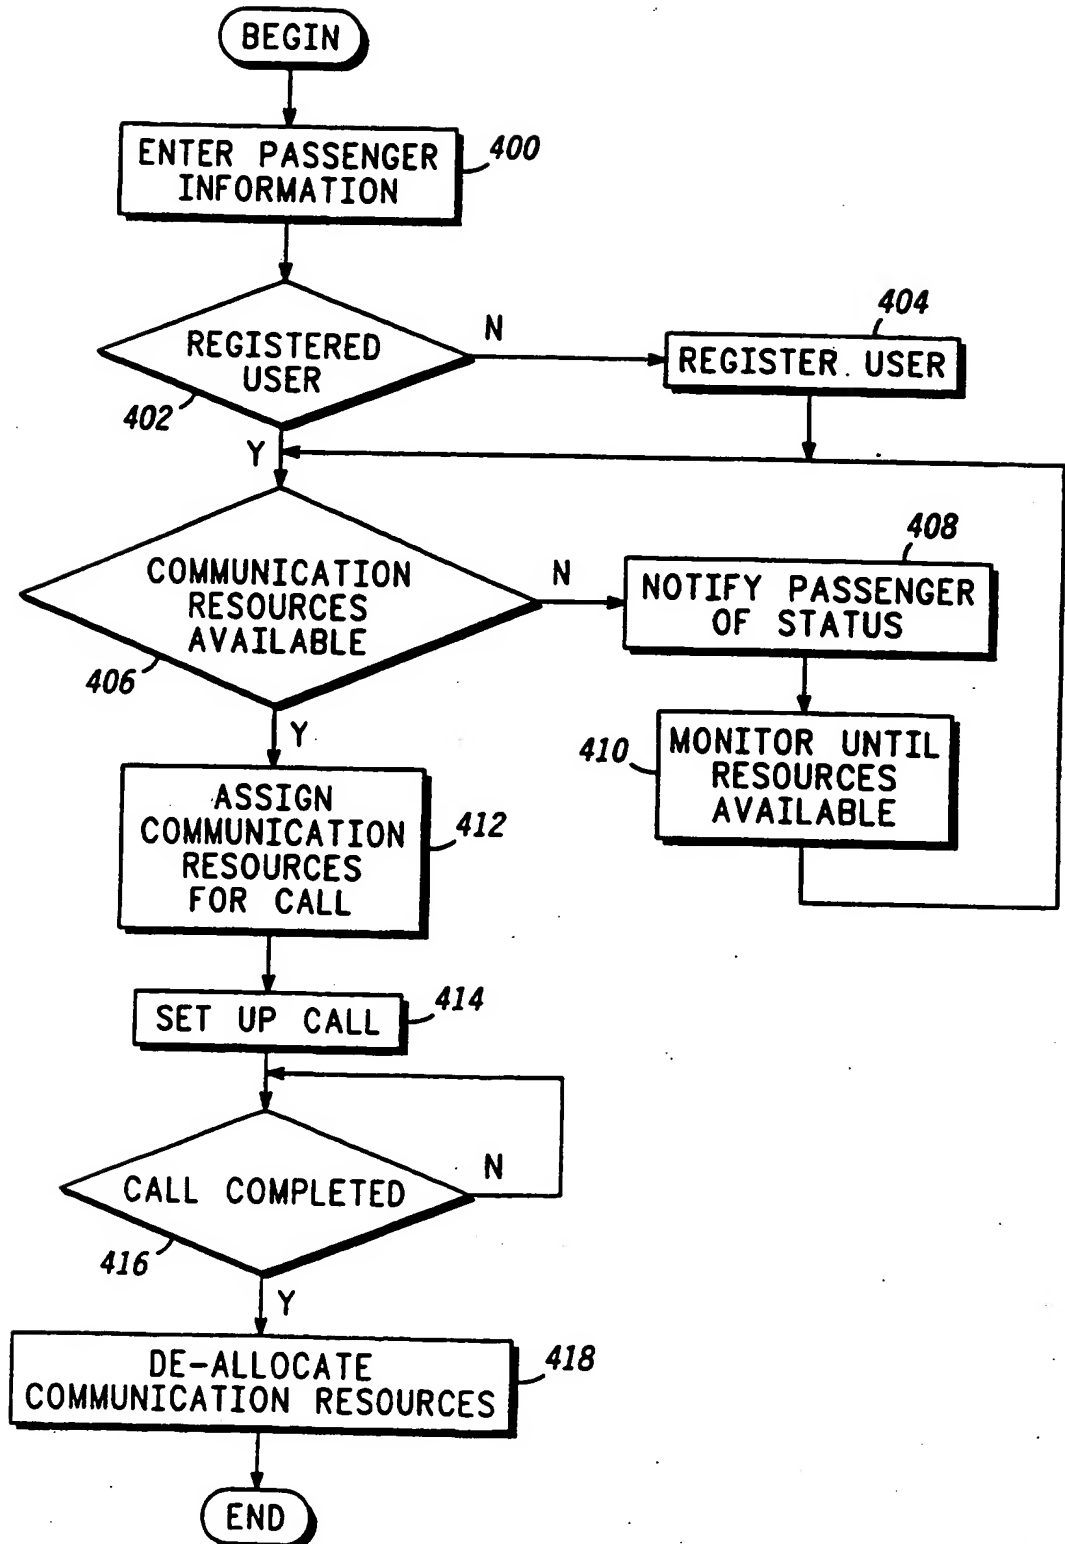 BEGIN
ENTER PASSENGER
INFORMATION
400
REGISTERED
USER
402
N
404
REGISTER. USER
Y
COMMUNICATION
RESOURCES
AVAILABLE
406
N
408
NOTIFY PASSENGER
OF STATUS
410
MONITOR UNTIL
RESOURCES
AVAILABLE
Y
ASSIGN
COMMUNICATION
RESOURCES
FOR CALL
412
SET UP CALL
414
CALL COMPLETED
416
N
Y
DE-ALLOCATE
COMMUNICATION RESOURCES
418
END